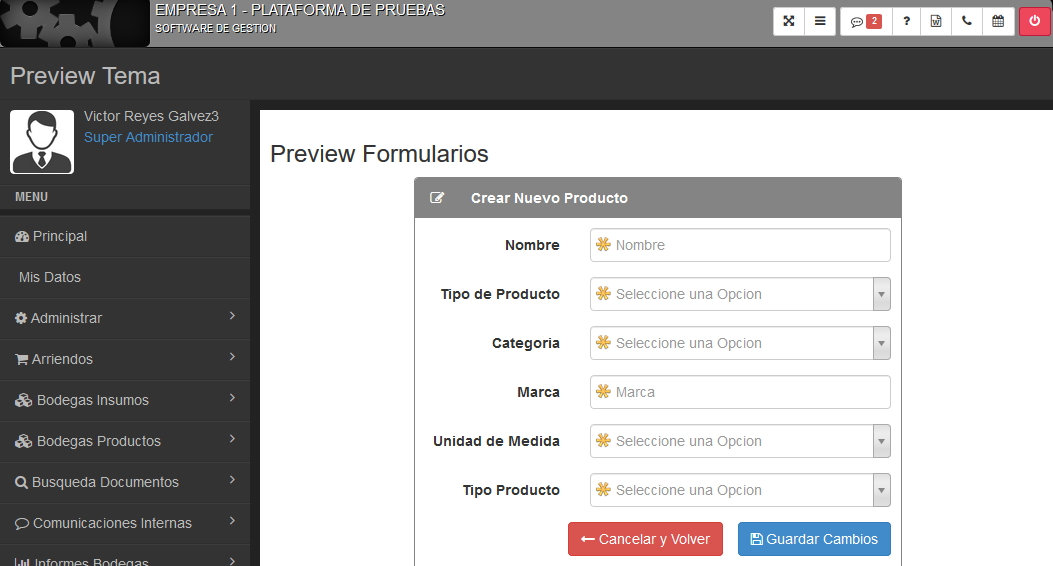 EMPRESA 1 - PLATAFORMA DE PRUEBAS
SOFTWARE DE GESTION
2
?
W
Preview Tema
Victor Reyes Galvez3
Super Administrador
MENU
Principal
Mis Datos
Administrar
Arriendos
Bodegas Insumos
Bodegas Productos
Busqueda Documentos
Comunicaciones Internas
Informes Bodegas
Preview Formularios
Crear Nuevo Producto
Nombre Nombre
Tipo de Producto Seleccione una Opcion
Categoria Seleccione una Opcion
Marca Marca
Unidad de Medida Seleccione una Opcion
Tipo Producto Seleccione una Opcion
Cancelar y Volver Guardar Cambios